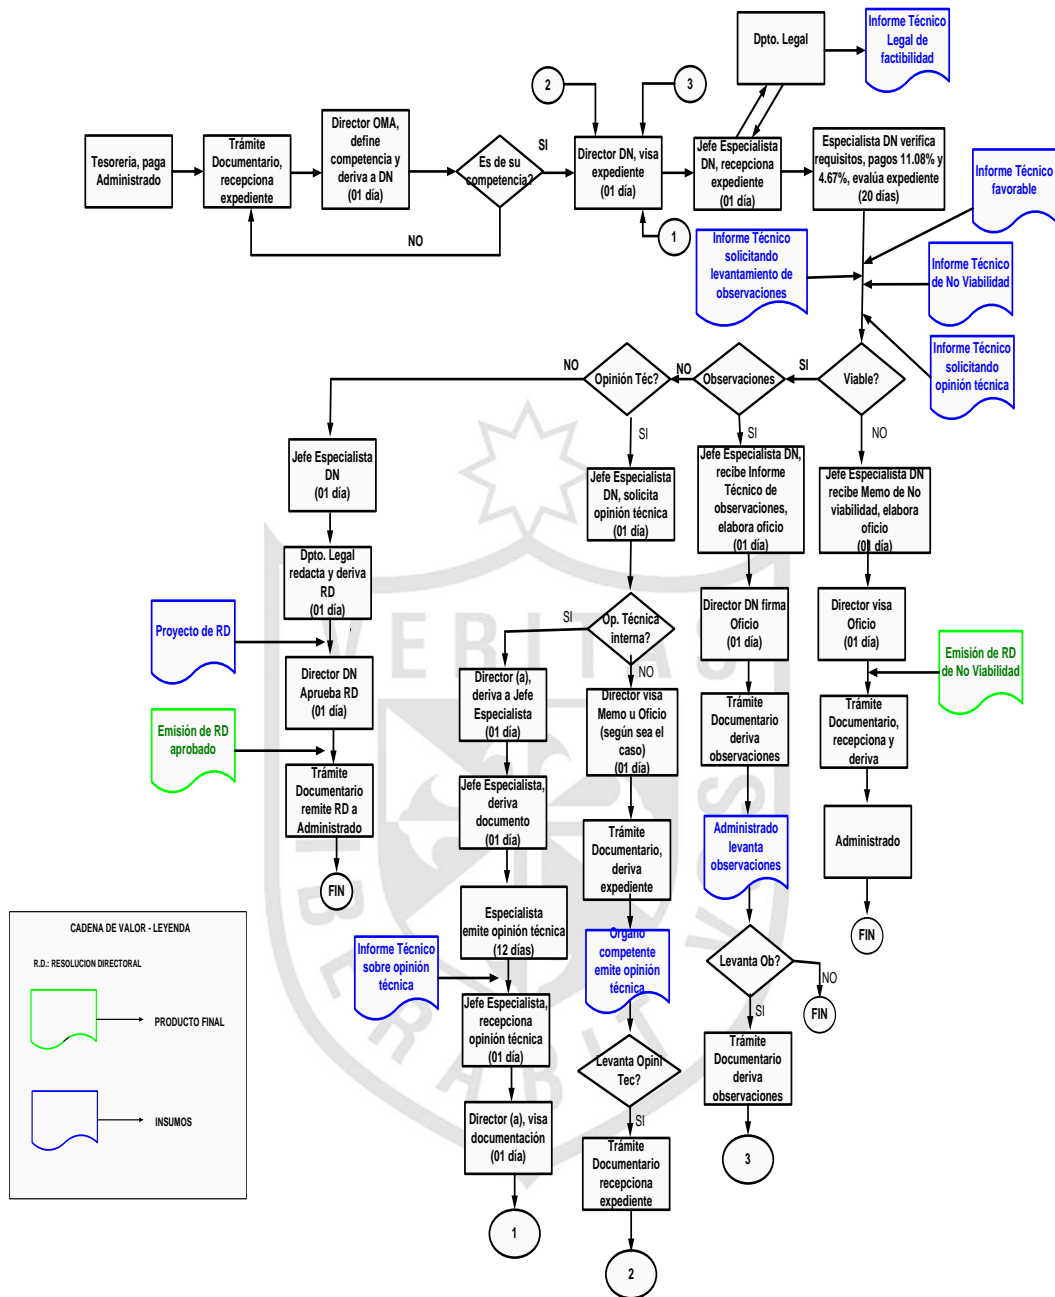 Informe Técnico
Legal de
factibilidad
Dpto. Legal
2
3
Tesoreria, paga
Administrado
Trámite
Documentario,
recepciona
expediente
Director OMA,
define
competencia y
deriva a DN
(01 día)
Es de su
competencia?
SI
NO
Director DN, visa
expediente
(01 día)
Jefe Especialista
DN, recepciona
expediente
(01 día)
Especialista DN verifica
requisitos, pagos 11.08% y
4.67%, evalúa expediente
(20 días)
1
Informe Técnico
favorable
Informe Técnico
solicitando
levantamiento de
observaciones
Informe Técnico
de No Viabilidad
Informe Técnico
solicitando
opinión técnica
NO
Opinión Téc?
NO
Observaciones
SI
Viable?
SI
SI
NO
Jefe Especialista
DN
(01 día)
Jefe Especialista
DN, solicita
opinión técnica
(01 día)
Jefe Especialista DN,
recibe Informe
Técnico de
observaciones,
elabora oficio
(01 día)
Jefe Especialista DN
recibe Memo de No
viabilidad, elabora
oficio
(01 día)
Dpto. Legal
redacta y deriva
RD
(01 día)
Proyecto de RD
SI
Op. Técnica
interna?
NO
Director DN firma
Oficio
(01 día)
Director visa
Oficio
(01 día)
Emisión de RD
de No Viabilidad
Director DN
Aprueba RD
(01 día)
Director (a),
deriva a Jefe
Especialista
(01 día)
Director visa
Memo u Oficio
(según sea el
caso)
(01 día)
Trámite
Documentario
deriva
observaciones
Trámite
Documentario,
recepciona y
deriva
Emisión de RD
aprobado
Trámite
Documentario
remite RD a
Administrado
Jefe Especialista,
deriva
documento
(01 día)
Trámite
Documentario,
deriva
expediente
Administrado
levanta
observaciones
Administrado
FIN
Especialista
emite opinión técnica
(12 días)
Organo
competente
emite opinión
técnica
FIN
Informe Técnico
sobre opinión
técnica
Levanta Ob?
NO
FIN
SI
Jefe Especialista,
recepciona
opinión técnica
(01 día)
Levanta Opini
Tec?
SI
Trámite
Documentario
deriva
observaciones
Director (a), visa
documentación
(01 día)
Trámite
Documentario
recepciona
expediente
3
1
2
CADENA DE VALOR - LEYENDA
R.D.: RESOLUCION DIRECTORAL
PRODUCTO FINAL
INSUMOS
VERITAS
LIBERABIT VOS